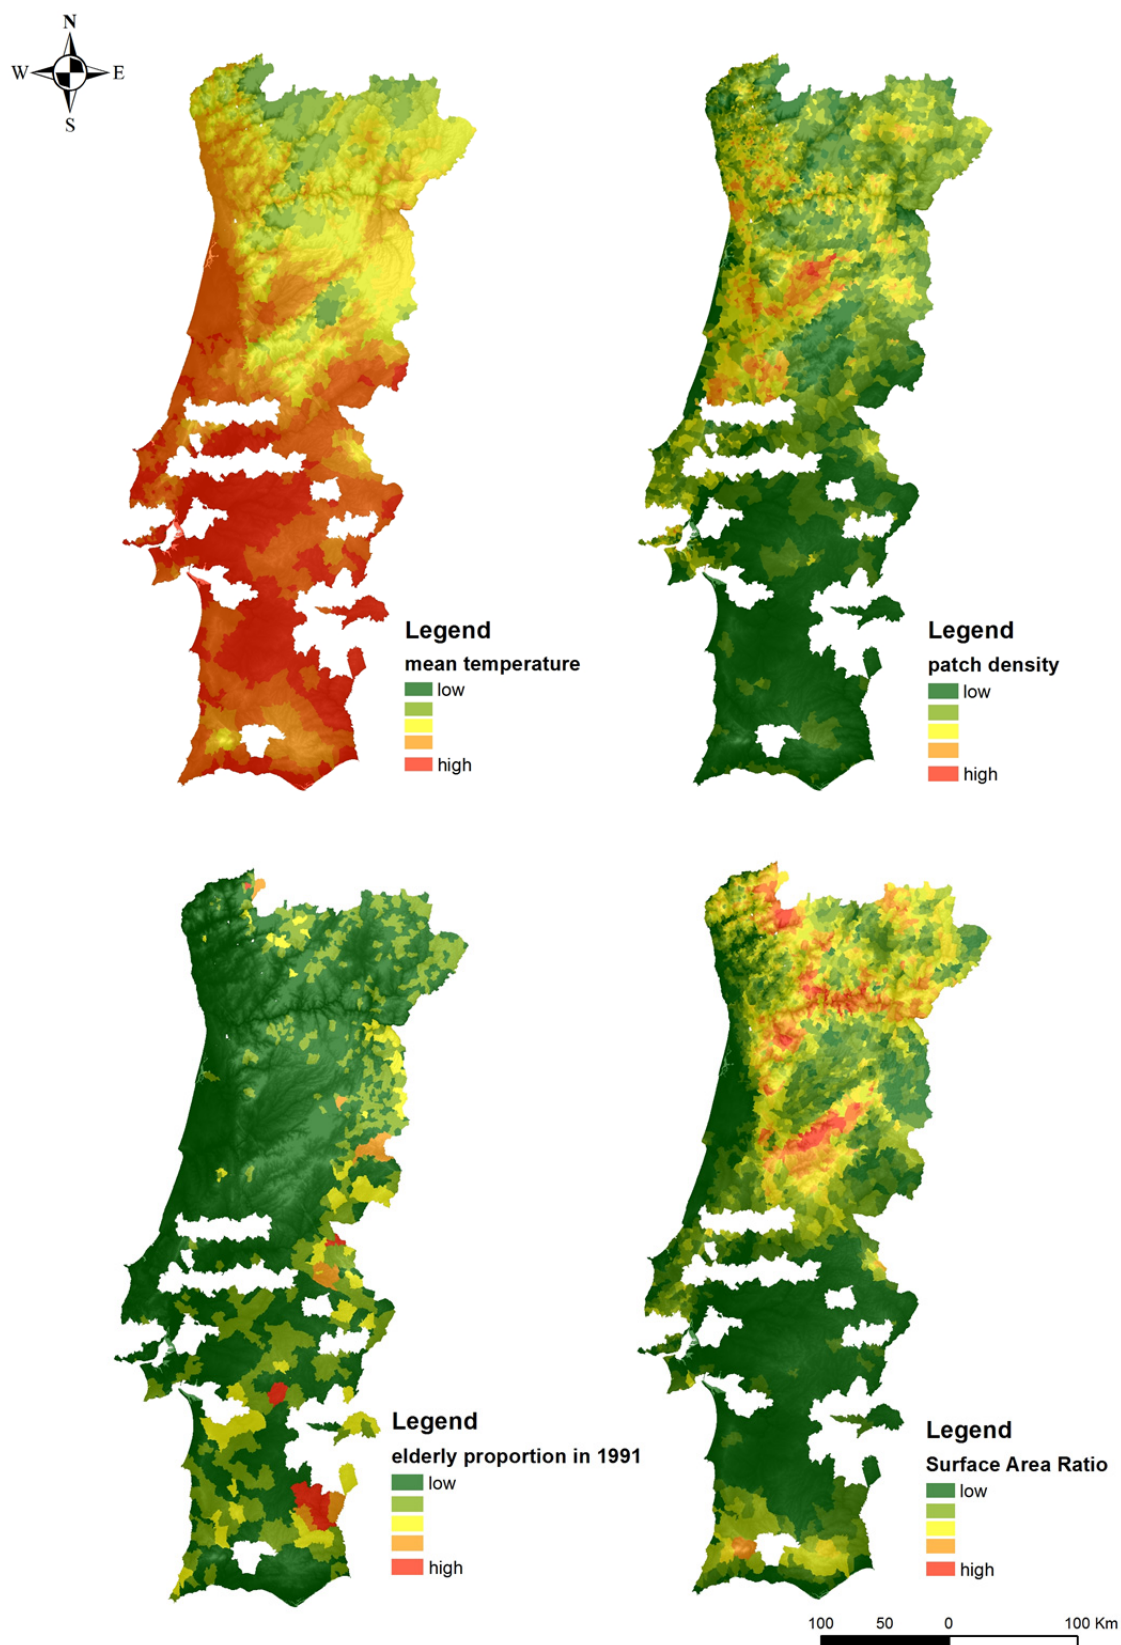 N
W E
S
Legend
mean temperature
low
high
Legend
patch density
low
high
Legend
elderly proportion in 1991
low
high
Legend
Surface Area Ratio
low
high
100 50 0 100 Km